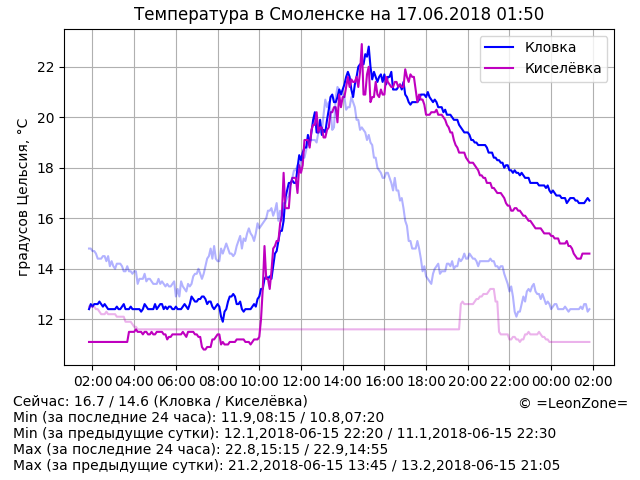 Температура в Смоленске на 17.06.2018 01:50
Кловка
Киселёвка
градусов Цельсия, °C
22
20
18
16
14
12
02:00 04:00 06:00 08:00 10:00 12:00 14:00 16:00 18:00 20:00 22:00 00:00 02:00
Сейчас: 16.7 / 14.6 (Кловка / Киселёвка)
© =LeonZone=
Min (за последние 24 часа): 11.9,08:15 / 10.8,07:20
Min (за предыдущие сутки): 12.1,2018-06-15 22:20 / 11.1,2018-06-15 22:30
Max (за последние 24 часа): 22.8,15:15 / 22.9,14:55
Max (за предыдущие сутки): 21.2,2018-06-15 13:45 / 13.2,2018-06-15 21:05